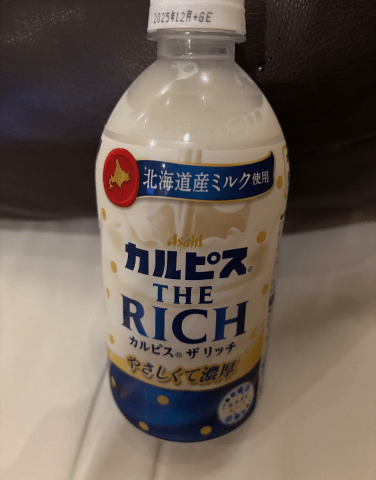 2025年12月+GE
北海道産ミルク使用
Asahi
カルピス®
THE
RICH
カルピス® ザ リッチ
やさしくて濃厚